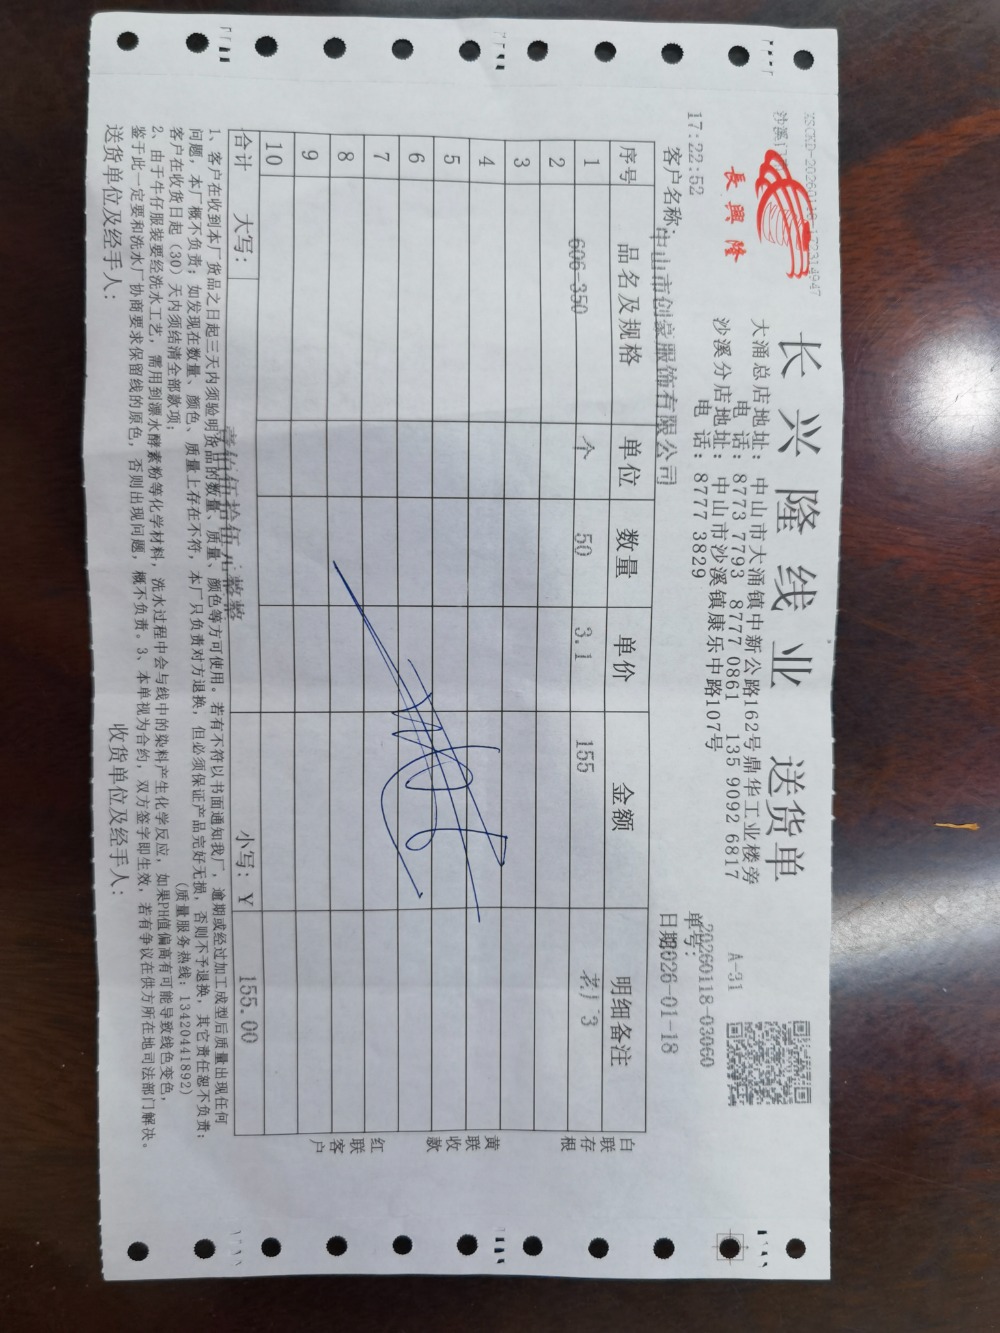 长兴隆线业 送货单
長興隆
A-31
大涌总店地址：中山市大涌镇中新公路162号鼎华工业楼旁
电 话：8773 7793 8777 0861 135 9092 6817
沙溪分店地址：中山市沙溪镇康乐中路107号
电 话：8777 3829
17:22:52
单号：20260118-03060
客户名称：中山市创豪服饰有限公司
日期2026-01-18
序号 品名及规格 单位 数量 单价 金额 明细备注
1 606-350 个 50 3.1 155 老厂3
2
3
4
5
6
7
8
9
10
合计 大写： 壹佰伍拾伍元整 小写：Y 155.00
白联存根
黄联收款
红联客户
1、客户在收到本厂货品之日起三天内须验明货品的数量、质量、颜色等方可使用。若有不符以书面通知我厂，逾期或经过加工成型后质量出现任何
问题，本厂概不负责；如发现在数量、颜色、质量上存在不符，本厂只负责对方退换，但必须保证产品完好无损，否则不予退换，其它责任恕不负责；
客户在收货日起（30）天内须结清全部款项； （质量服务热线：13420441892）
2、由于牛仔服装要经洗水工艺，需用到漂水酵素粉等化学材料，洗水过程中会与线中的染料产生化学反应，如果PH值偏高有可能导致线色变色，
鉴于此一定要和洗水厂协商要求保留线的原色，否则出现问题，概不负责。3、本单视为合约，双方签字即生效，若有争议在供方所在地司法部门解决。
送货单位及经手人： 收货单位及经手人：